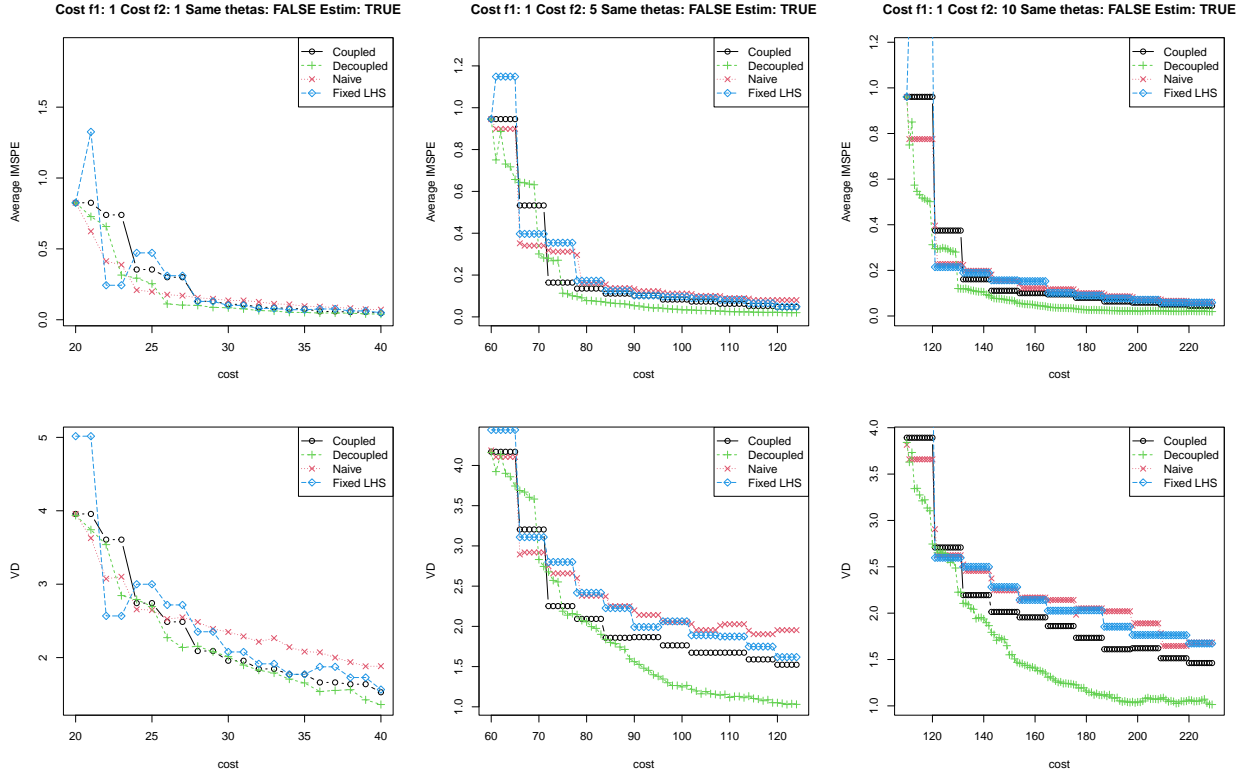 Cost f1: 1 Cost f2: 1 Same thetas: FALSE Estim: TRUE
Average IMSPE
0.0
0.5
1.0
1.5
20
25
30
35
40
cost
Coupled
Decoupled
Naive
Fixed LHS
Cost f1: 1 Cost f2: 5 Same thetas: FALSE Estim: TRUE
Average IMSPE
0.0
0.2
0.4
0.6
0.8
1.0
1.2
60
70
80
90
100
110
120
cost
Coupled
Decoupled
Naive
Fixed LHS
Cost f1: 1 Cost f2: 10 Same thetas: FALSE Estim: TRUE
Average IMSPE
0.0
0.2
0.4
0.6
0.8
1.0
1.2
120
140
160
180
200
220
cost
Coupled
Decoupled
Naive
Fixed LHS
VD
2
3
4
5
20
25
30
35
40
cost
Coupled
Decoupled
Naive
Fixed LHS
VD
1.0
1.5
2.0
2.5
3.0
3.5
4.0
60
70
80
90
100
110
120
cost
Coupled
Decoupled
Naive
Fixed LHS
VD
1.0
1.5
2.0
2.5
3.0
3.5
4.0
120
140
160
180
200
220
cost
Coupled
Decoupled
Naive
Fixed LHS